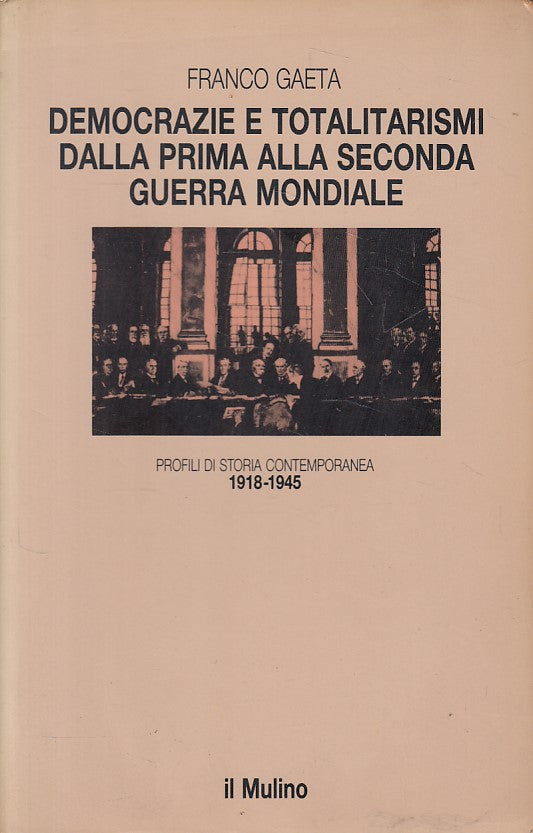 FRANCO GAETA
DEMOCRAZIE E TOTALITARISMI
DALLA PRIMA ALLA SECONDA
GUERRA MONDIALE
PROFILI DI STORIA CONTEMPORANEA
1918-1945
il Mulino